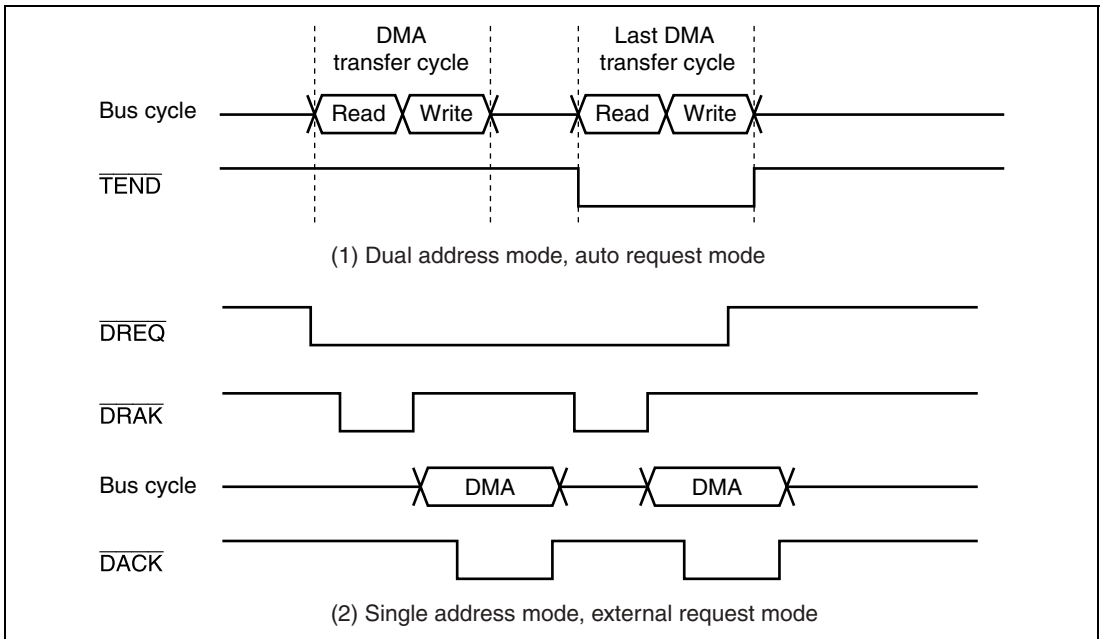 DMA
transfer cycle
Last DMA
transfer cycle
Bus cycle
Read
Write
Read
Write
TEND
(1) Dual address mode, auto request mode
DREQ
DRAK
Bus cycle
DMA
DMA
DACK
(2) Single address mode, external request mode